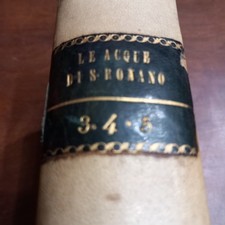 LE ACQUE
DI S. ROMANO
3. 4. 5